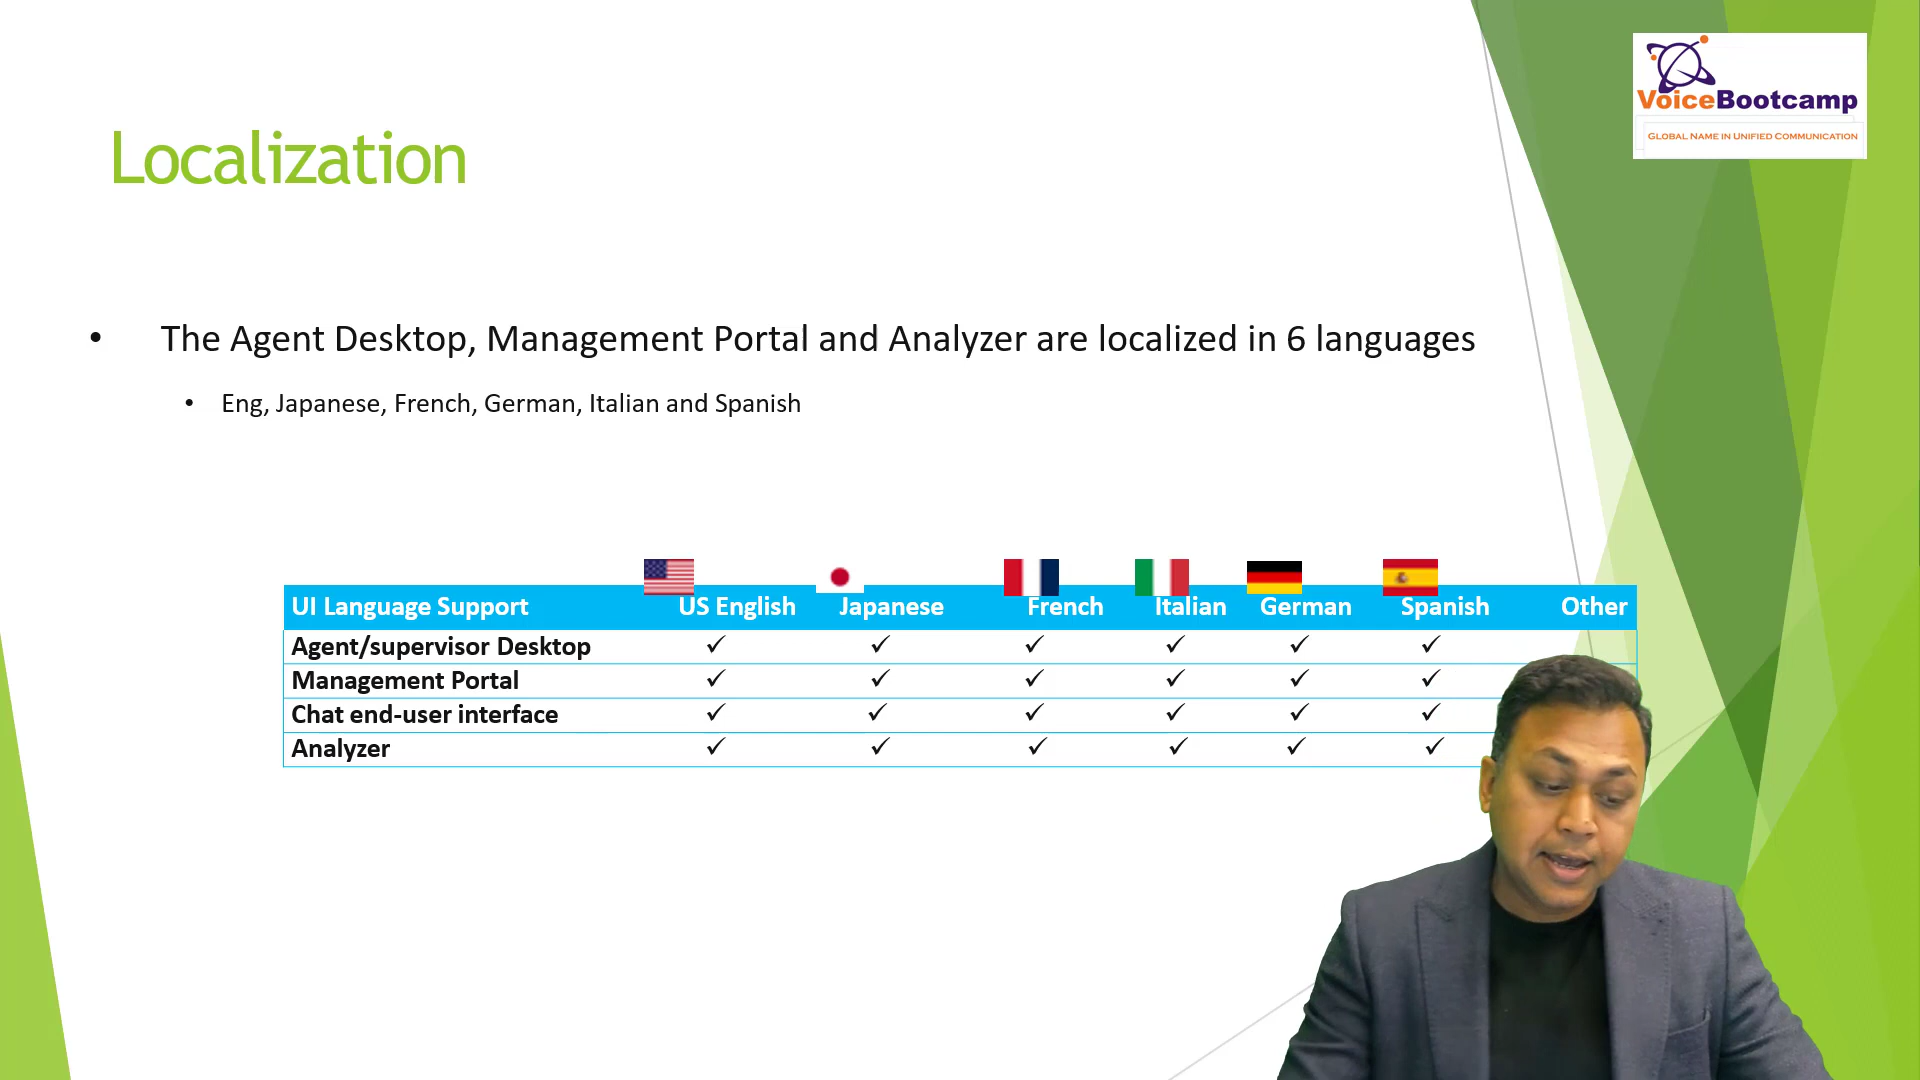 VoiceBootcamp
GLOBAL NAME IN UNIFIED COMMUNICATION
Localization
• The Agent Desktop, Management Portal and Analyzer are localized in 6 languages
• Eng, Japanese, French, German, Italian and Spanish
UI Language Support US English Japanese French Italian German Spanish Other
Agent/supervisor Desktop ✓ ✓ ✓ ✓ ✓ ✓
Management Portal ✓ ✓ ✓ ✓ ✓ ✓
Chat end-user interface ✓ ✓ ✓ ✓ ✓ ✓
Analyzer ✓ ✓ ✓ ✓ ✓ ✓